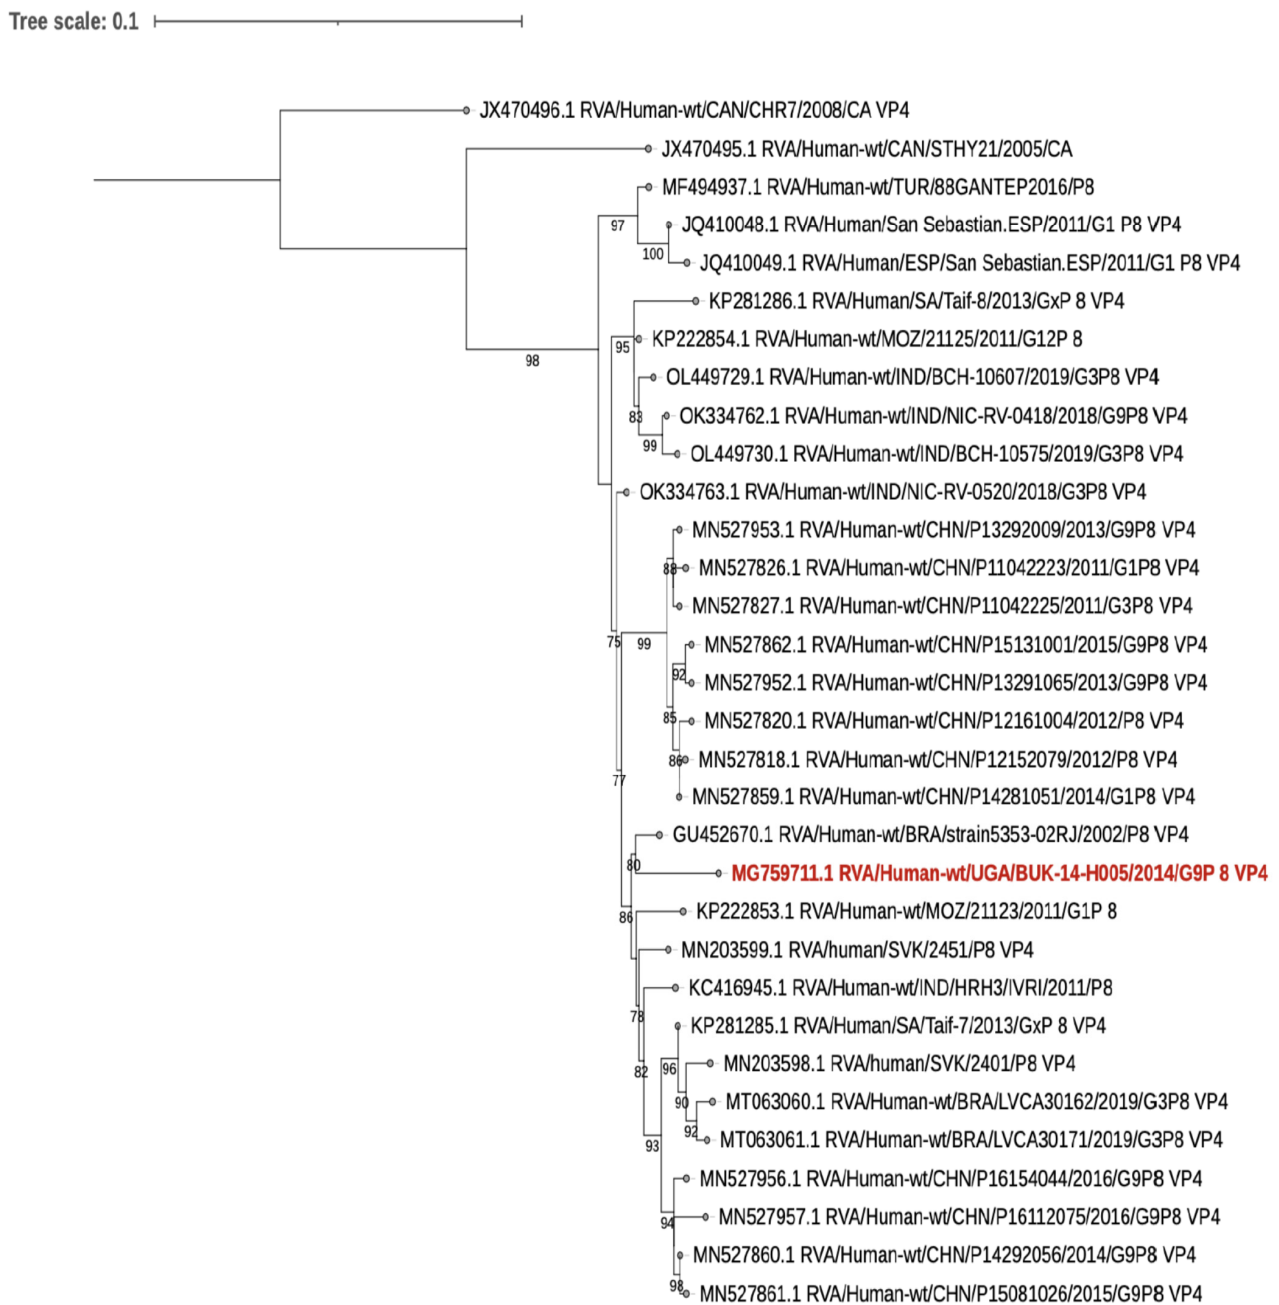 Tree scale: 0.1
JX470496.1 RVA/Human-wt/CAN/CHR7/2008/CA VP4
JX470495.1 RVA/Human-wt/CAN/STHY21/2005/CA
MF494937.1 RVA/Human-wt/TUR/88GANTEP2016/P8
97
JQ410048.1 RVA/Human/San Sebastian.ESP/2011/G1 P8 VP4
100
JQ410049.1 RVA/Human/ESP/San Sebastian.ESP/2011/G1 P8 VP4
KP281286.1 RVA/Human/SA/Taif-8/2013/GxP 8 VP4
KP222854.1 RVA/Human-wt/MOZ/21125/2011/G12P 8
95
98
OL449729.1 RVA/Human-wt/IND/BCH-10607/2019/G3P8 VP4
83
OK334762.1 RVA/Human-wt/IND/NIC-RV-0418/2018/G9P8 VP4
99
OL449730.1 RVA/Human-wt/IND/BCH-10575/2019/G3P8 VP4
OK334763.1 RVA/Human-wt/IND/NIC-RV-0520/2018/G3P8 VP4
MN527953.1 RVA/Human-wt/CHN/P13292009/2013/G9P8 VP4
88
MN527826.1 RVA/Human-wt/CHN/P11042223/2011/G1P8 VP4
MN527827.1 RVA/Human-wt/CHN/P11042225/2011/G3P8 VP4
75
99
MN527862.1 RVA/Human-wt/CHN/P15131001/2015/G9P8 VP4
92
MN527952.1 RVA/Human-wt/CHN/P13291065/2013/G9P8 VP4
85
MN527820.1 RVA/Human-wt/CHN/P12161004/2012/P8 VP4
86
MN527818.1 RVA/Human-wt/CHN/P12152079/2012/P8 VP4
77
MN527859.1 RVA/Human-wt/CHN/P14281051/2014/G1P8 VP4
GU452670.1 RVA/Human-wt/BRA/strain5353-02RJ/2002/P8 VP4
80
MG759711.1 RVA/Human-wt/UGA/BUK-14-H005/2014/G9P 8 VP4
86
KP222853.1 RVA/Human-wt/MOZ/21123/2011/G1P 8
MN203599.1 RVA/human/SVK/2451/P8 VP4
KC416945.1 RVA/Human-wt/IND/HRH3/IVRI/2011/P8
78
KP281285.1 RVA/Human/SA/Taif-7/2013/GxP 8 VP4
82
96
MN203598.1 RVA/human/SVK/2401/P8 VP4
90
MT063060.1 RVA/Human-wt/BRA/LVCA30162/2019/G3P8 VP4
92
MT063061.1 RVA/Human-wt/BRA/LVCA30171/2019/G3P8 VP4
93
MN527956.1 RVA/Human-wt/CHN/P16154044/2016/G9P8 VP4
94
MN527957.1 RVA/Human-wt/CHN/P16112075/2016/G9P8 VP4
MN527860.1 RVA/Human-wt/CHN/P14292056/2014/G9P8 VP4
98
MN527861.1 RVA/Human-wt/CHN/P15081026/2015/G9P8 VP4